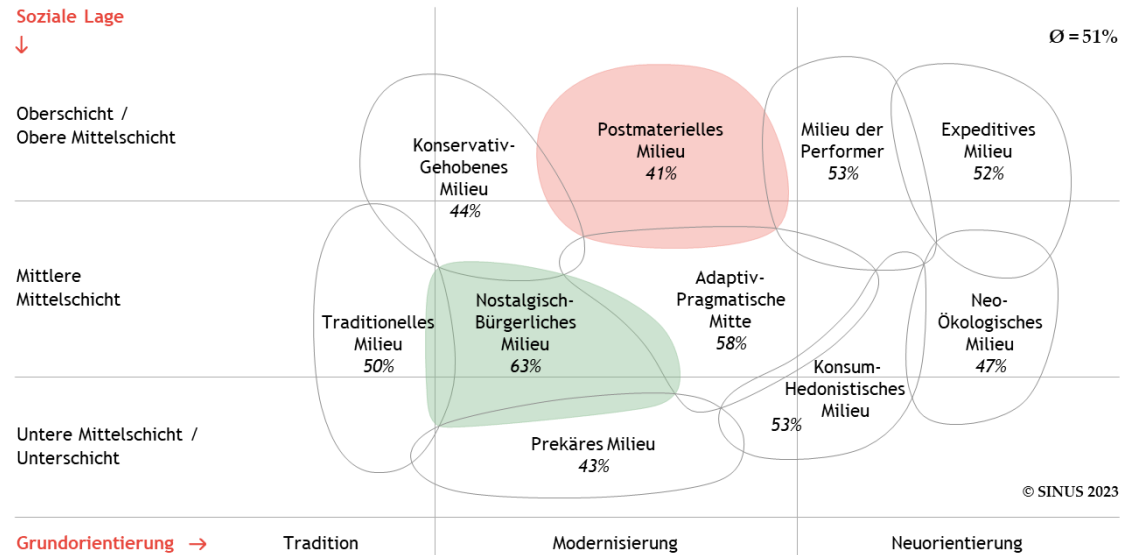 Soziale Lage
↓
Ø = 51%
Oberschicht /
Obere Mittelschicht
Konservativ-
Gehobenes
Milieu
44%
Postmaterielles
Milieu
41%
Milieu der
Performer
53%
Expeditives
Milieu
52%
Mittlere
Mittelschicht
Traditionelles
Milieu
50%
Nostalgisch-
Bürgerliches
Milieu
63%
Adaptiv-
Pragmatische
Mitte
58%
Neo-
Ökologisches
Milieu
47%
Konsum-
Hedonistisches
Milieu
53%
Untere Mittelschicht /
Unterschicht
Prekäres Milieu
43%
© SINUS 2023
Grundorientierung →
Tradition
Modernisierung
Neuorientierung